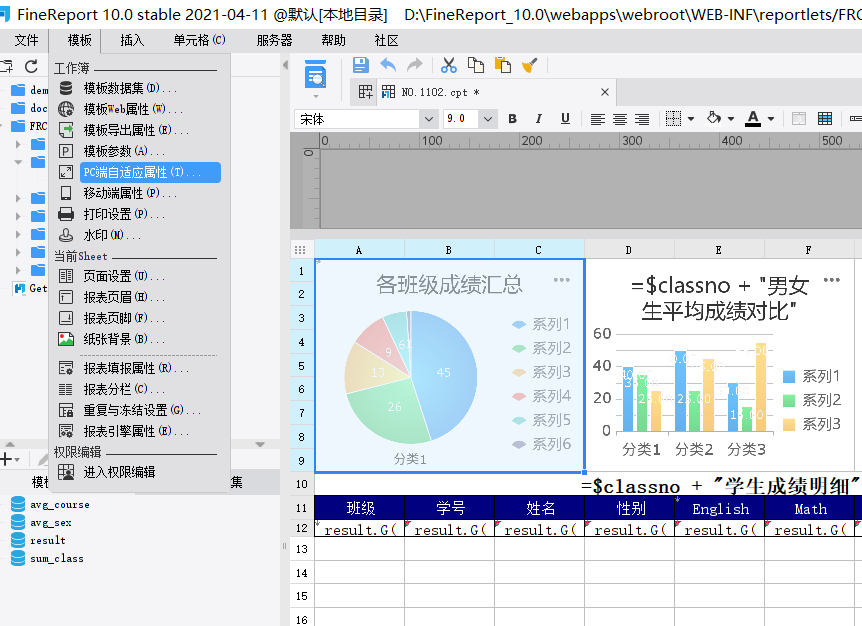 FineReport 10.0 stable 2021-04-11 @默认[本地目录] D:\FineReport_10.0\webapps\webroot\WEB-INF\reportlets/FRC
文件 模板 插入 单元格(C) 服务器 帮助 社区
工作簿
模板数据集(D)...
模板Web属性(W)...
模板导出属性(E)...
模板参数(A)...
PC端自适应属性(T)...
移动端属性(P)...
打印设置(P)...
水印(M)...
当前Sheet
页面设置(U)...
报表页眉(H)...
报表页脚(F)...
纸张背景(B)...
报表填报属性(R)...
报表分栏(C)...
重复与冻结设置(G)...
报表引擎属性(E)...
权限编辑
进入权限编辑
dem
doc
FRC
Get
模板
集
avg_course
avg_sex
result
sum_class
NO.1102.cpt *
宋体 9.0 B I U A
0 100 200 300 400 500
0
A B C D E F
1
2
3
4
5
6
7
8
9
10
11
12
13
14
15
16
各班级成绩汇总
45
26
13
9
6
1
系列1
系列2
系列3
系列4
系列5
系列6
分类1
=$classno + "男女
生平均成绩对比"
60
40
20
0
分类1 分类2 分类3
系列1
系列2
系列3
=$classno + "学生成绩明细"
班级 学号 姓名 性别 English Math
result.G( result.G( result.G( result.G( result.G( result.G(